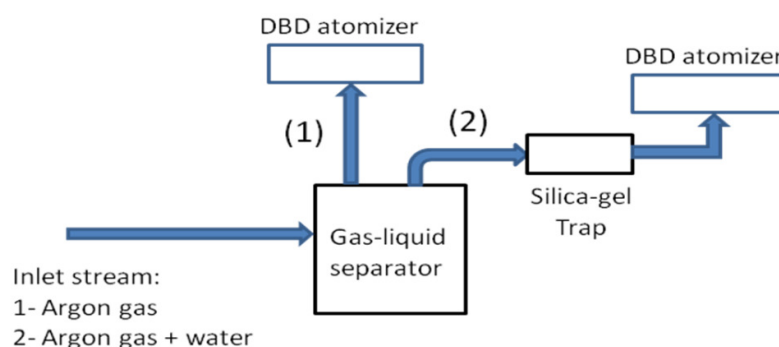 DBD atomizer
DBD atomizer
(1)
(2)
Silica-gel
Trap
Gas-liquid
separator
Inlet stream:
1- Argon gas
2- Argon gas + water